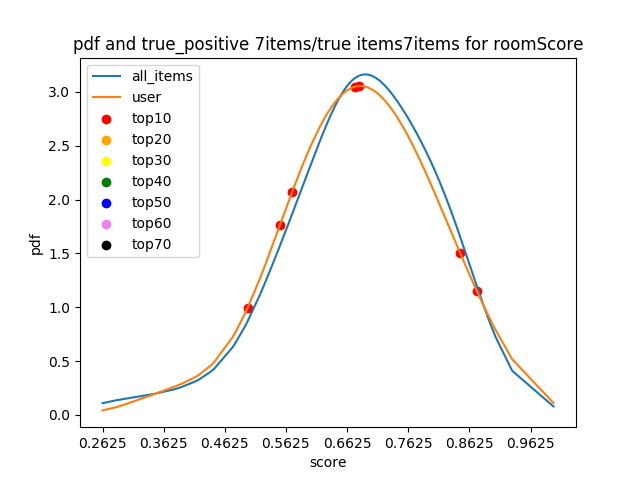 pdf and true_positive 7items/true items7items for roomScore
all_items
user
top10
top20
top30
top40
top50
top60
top70
pdf
3.0
2.5
2.0
1.5
1.0
0.5
0.0
0.2625 0.3625 0.4625 0.5625 0.6625 0.7625 0.8625 0.9625
score